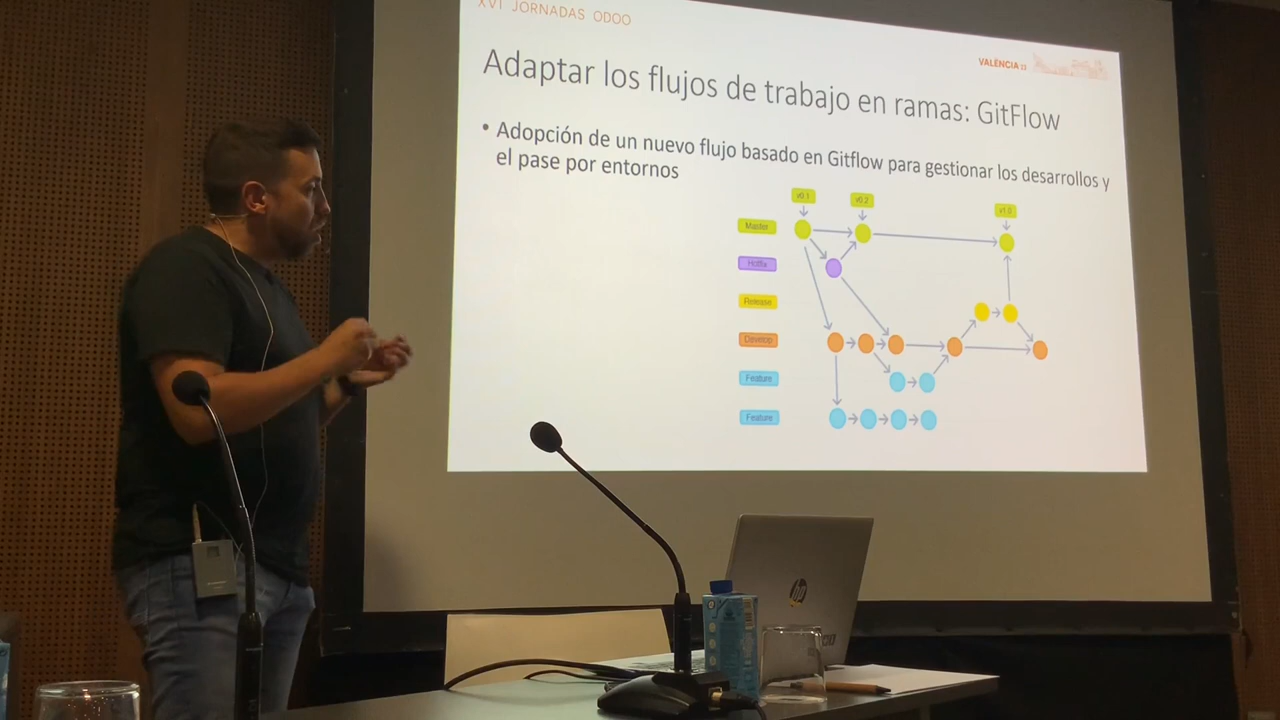 XVI JORNADAS ODOO
VALÈNCIA 23
Adaptar los flujos de trabajo en ramas: GitFlow
• Adopción de un nuevo flujo basado en Gitflow para gestionar los desarrollos y
el pase por entornos
v0.1
v0.2
v1.0
Master
Hotfix
Release
Develop
Feature
Feature
hp